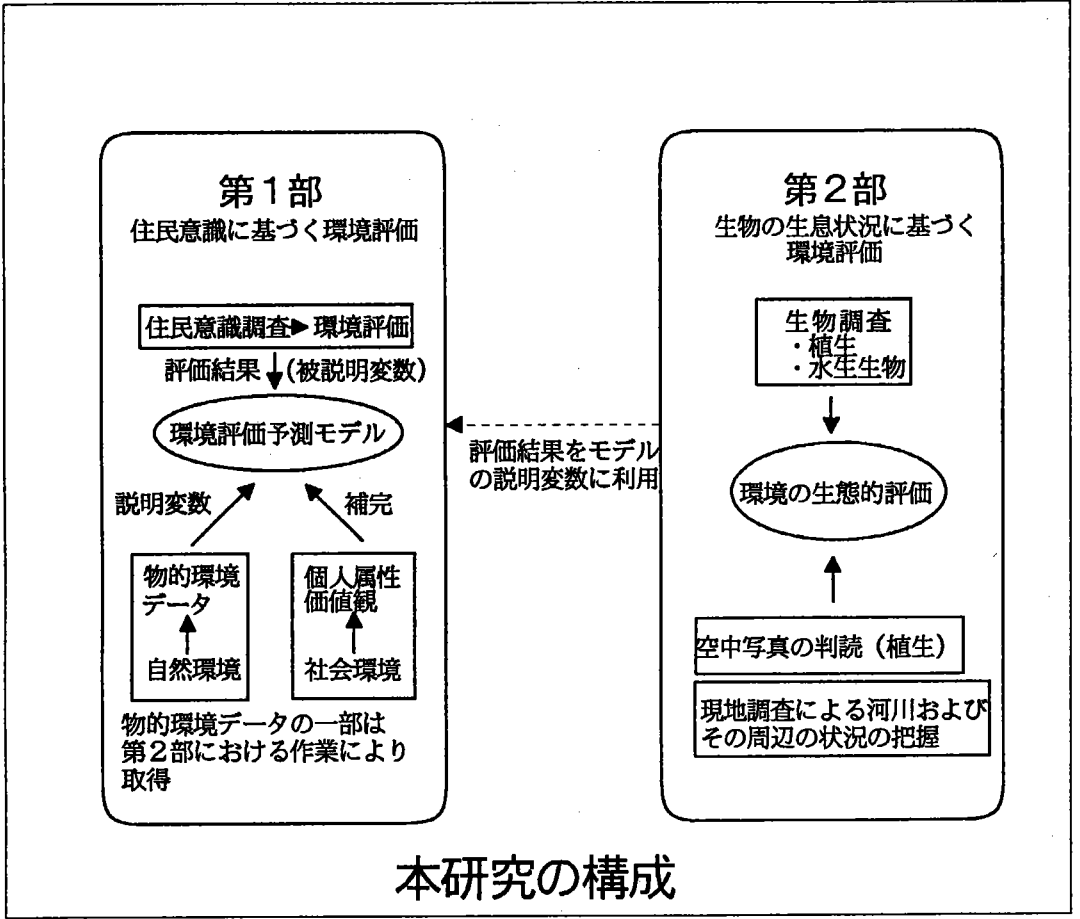 第1部
住民意識に基づく環境評価
住民意識調査▶環境評価
評価結果 (被説明変数)
環境評価予測モデル
説明変数
補完
物的環境
データ
自然環境
個人属性
価値観
社会環境
物的環境データの一部は
第2部における作業により
取得
評価結果をモデル
の説明変数に利用
第2部
生物の生息状況に基づく
環境評価
生物調査
・植生
・水生生物
環境の生態的評価
空中写真の判読(植生)
現地調査による河川および
その周辺の状況の把握
本研究の構成